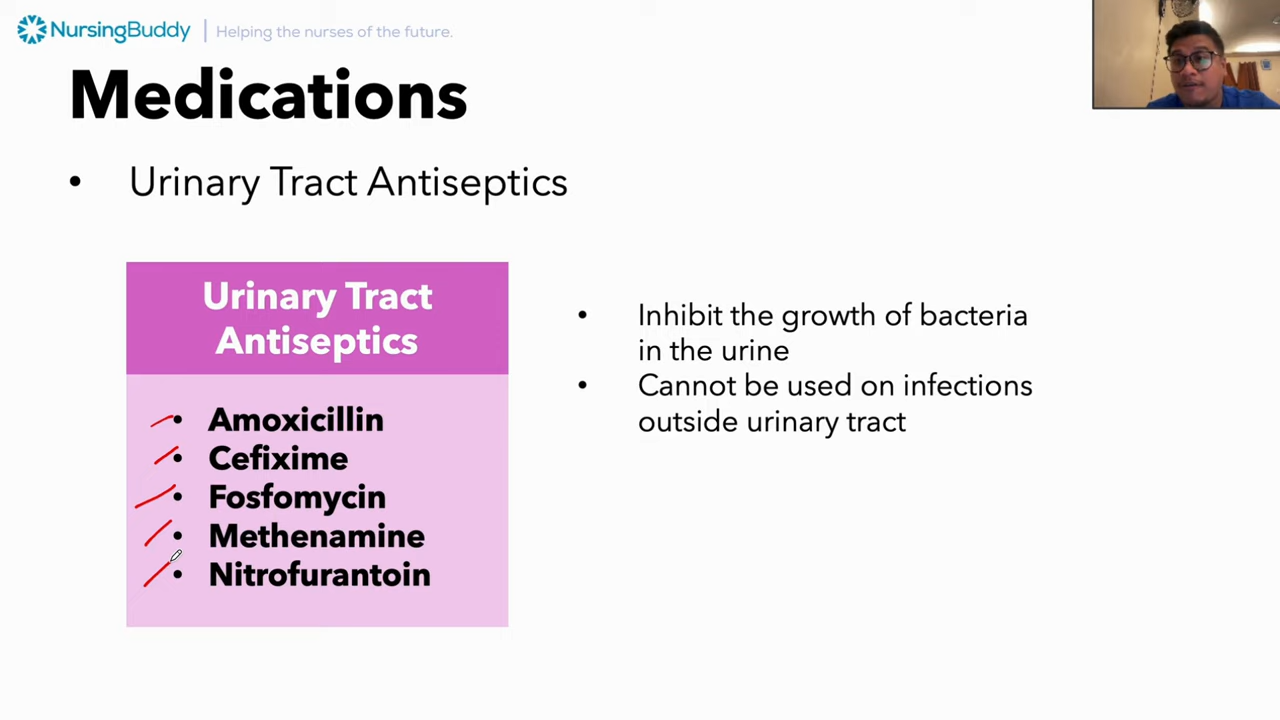 NursingBuddy | Helping the nurses of the future.
Medications
• Urinary Tract Antiseptics
Urinary Tract
Antiseptics
• Amoxicillin
• Cefixime
• Fosfomycin
• Methenamine
• Nitrofurantoin
• Inhibit the growth of bacteria
in the urine
• Cannot be used on infections
outside urinary tract